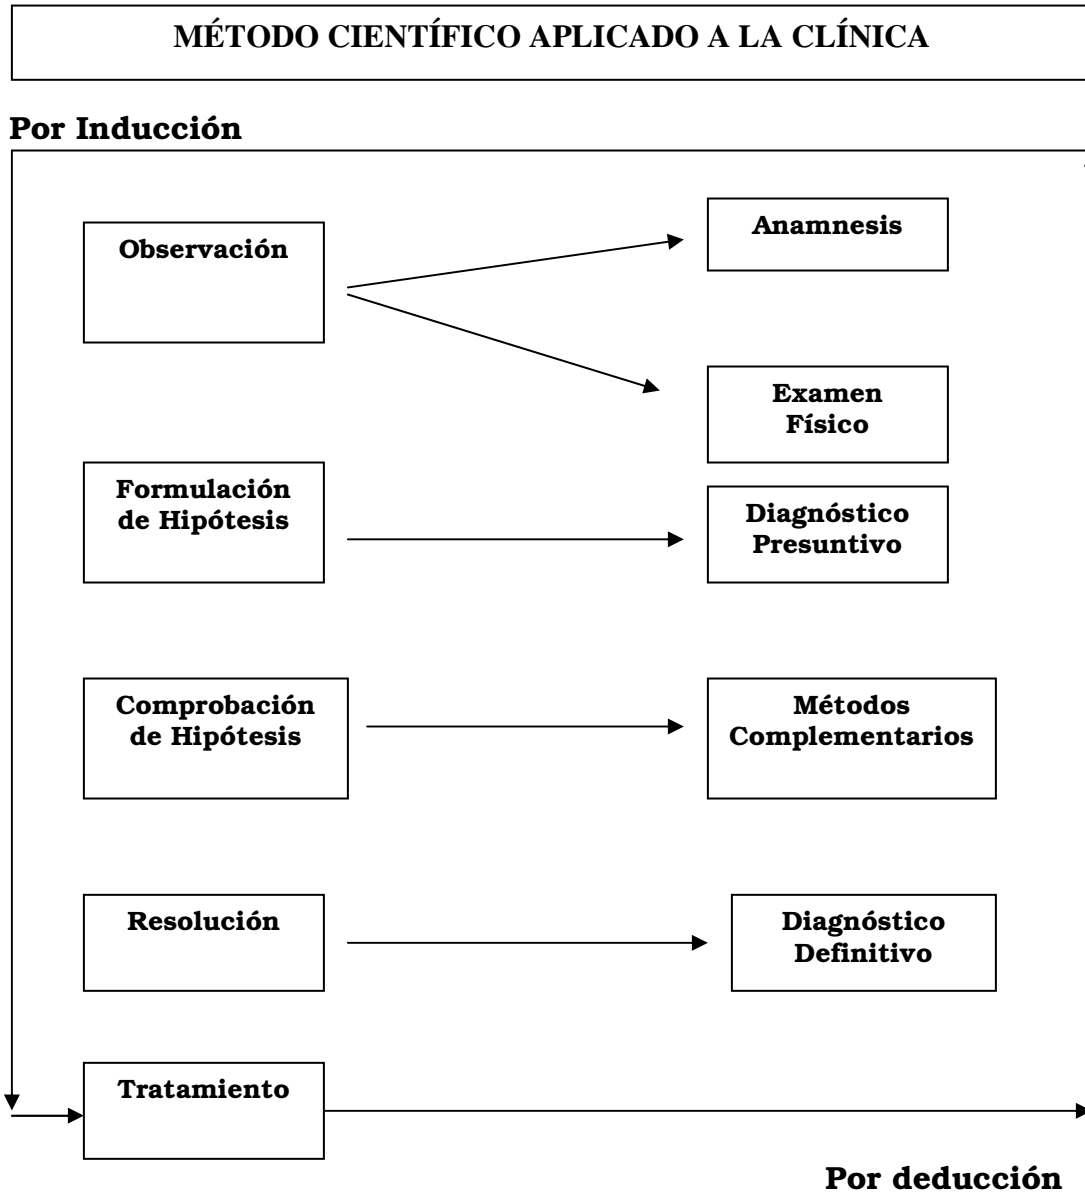 MÉTODO CIENTÍFICO APLICADO A LA CLÍNICA
Por Inducción
Observación
Anamnesis
Examen
Físico
Formulación
de Hipótesis
Diagnóstico
Presuntivo
Comprobación
de Hipótesis
Métodos
Complementarios
Resolución
Diagnóstico
Definitivo
Tratamiento
Por deducción